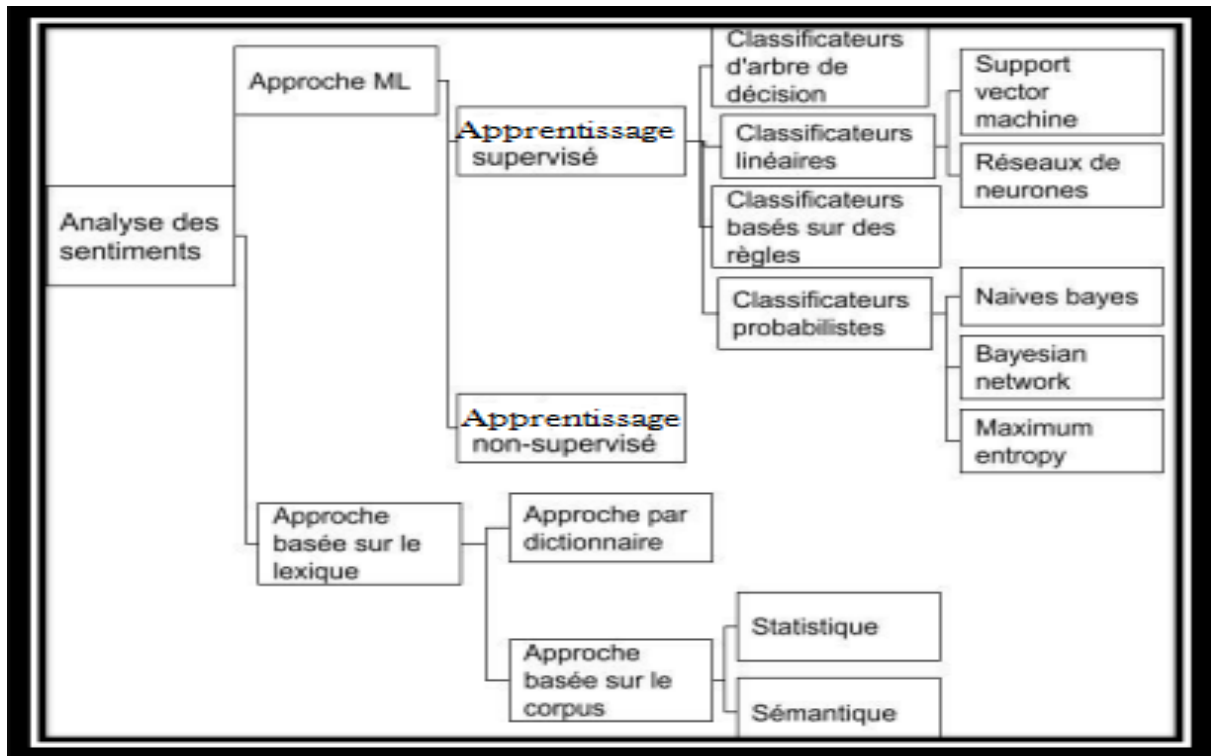 Analyse des
sentiments
Approche ML
Apprentissage
supervisé
Classificateurs
d'arbre de
décision
Classificateurs
linéaires
Support
vector
machine
Réseaux de
neurones
Classificateurs
basés sur des
règles
Classificateurs
probabilistes
Naives bayes
Bayesian
network
Maximum
entropy
Apprentissage
non-supervisé
Approche
basée sur le
lexique
Approche par
dictionnaire
Approche
basée sur le
corpus
Statistique
Sémantique